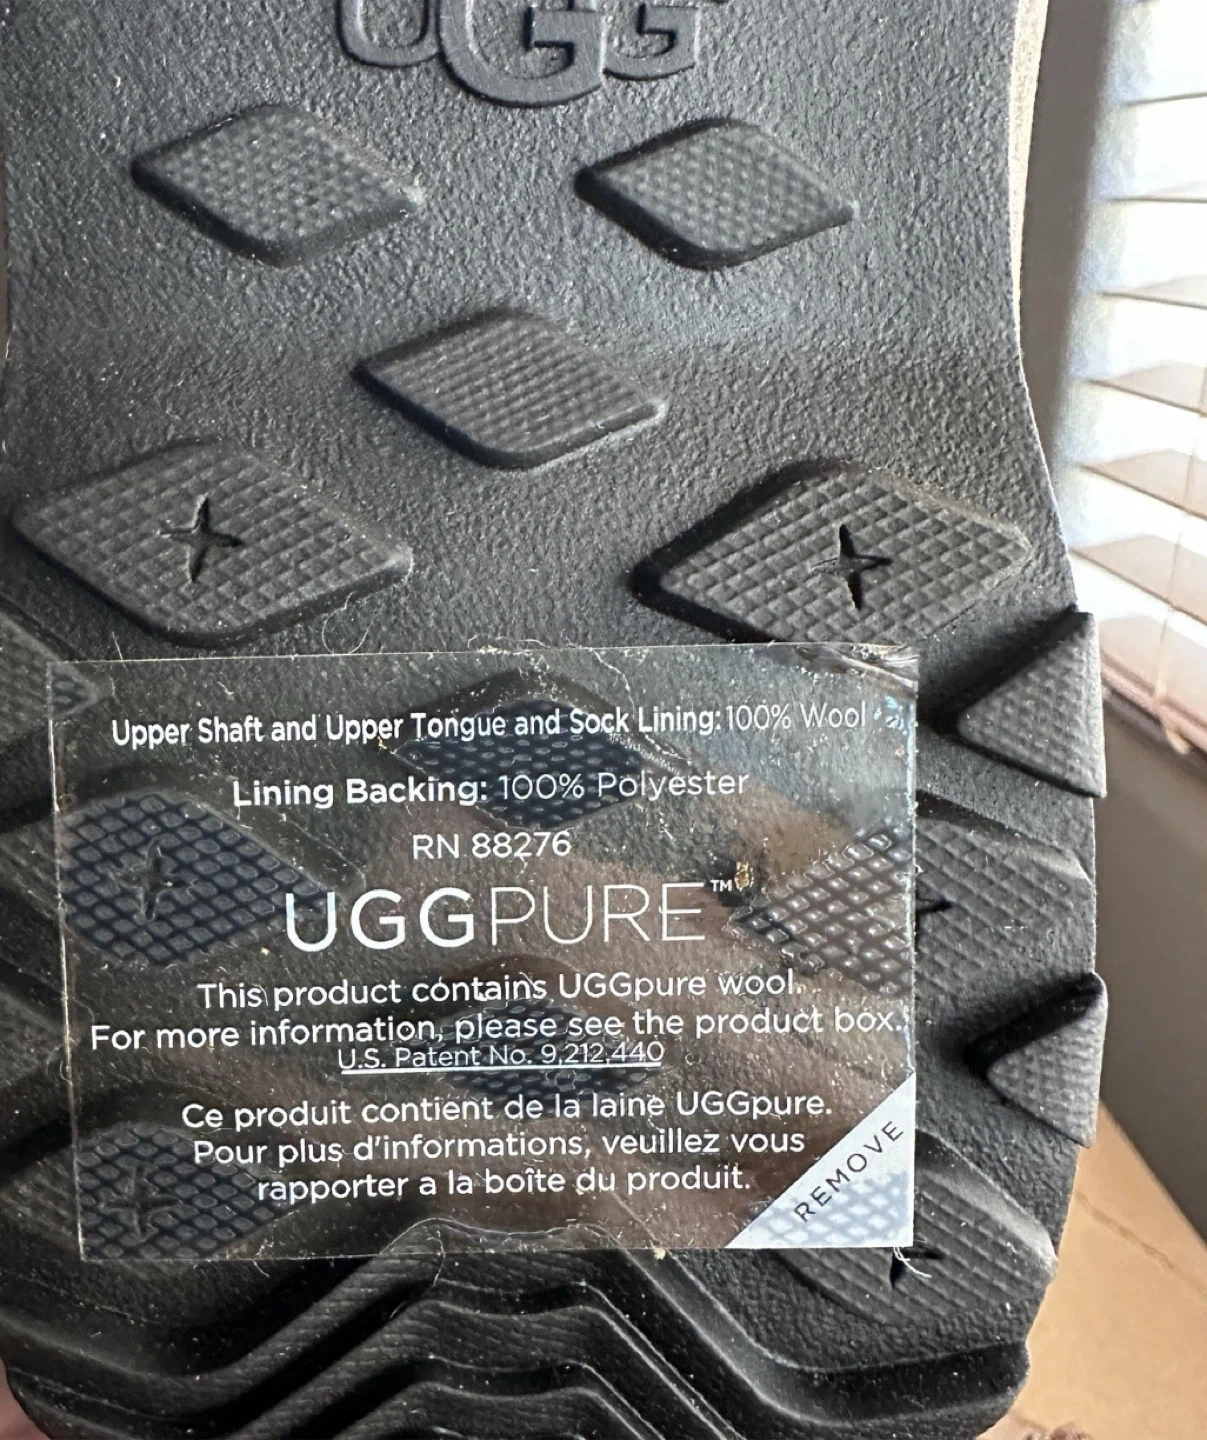 UGG
Upper Shaft and Upper Tongue and Sock Lining: 100% Wool
Lining Backing: 100% Polyester
RN 88276
UGGPURE™
This product contains UGGpure wool.
For more information, please see the product box.
U.S. Patent No. 9,212,440
Ce produit contient de la laine UGGpure.
Pour plus d'informations, veuillez vous
rapporter a la boîte du produit.
REMOVE